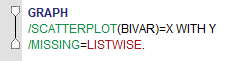 GRAPH
/SCATTERPLOT(BIVAR)=X WITH Y
/MISSING=LISTWISE.